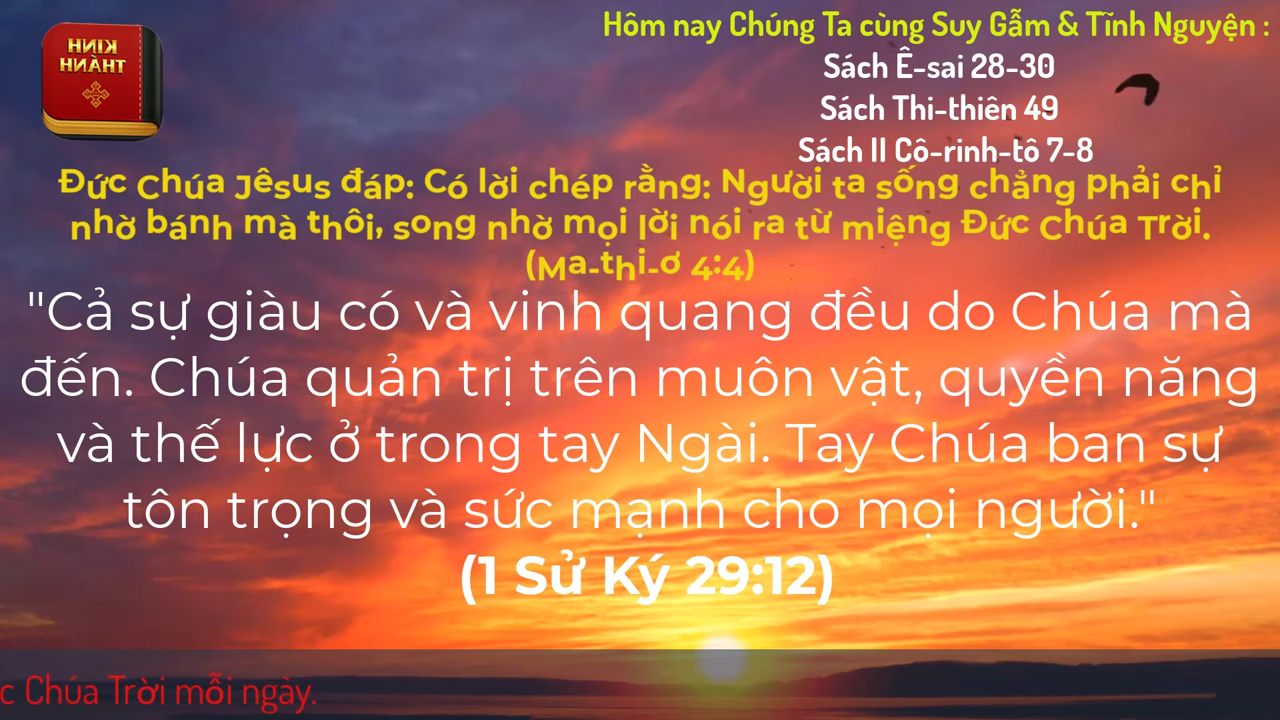 KINH
THÁNH
Hôm nay Chúng Ta cùng Suy Gẫm & Tĩnh Nguyện :
Sách Ê-sai 28-30
Sách Thi-thiên 49
Sách II Cô-rinh-tô 7-8
Đức Chúa Jêsus đáp: Có lời chép rằng: Người ta sống chẳng phải chỉ
nhờ bánh mà thôi, song nhờ mọi lời nói ra từ miệng Đức Chúa Trời.
(Ma-thi-ơ 4:4)
"Cả sự giàu có và vinh quang đều do Chúa mà
đến. Chúa quản trị trên muôn vật, quyền năng
và thế lực ở trong tay Ngài. Tay Chúa ban sự
tôn trọng và sức mạnh cho mọi người."
(1 Sử Ký 29:12)
c Chúa Trời mỗi ngày.